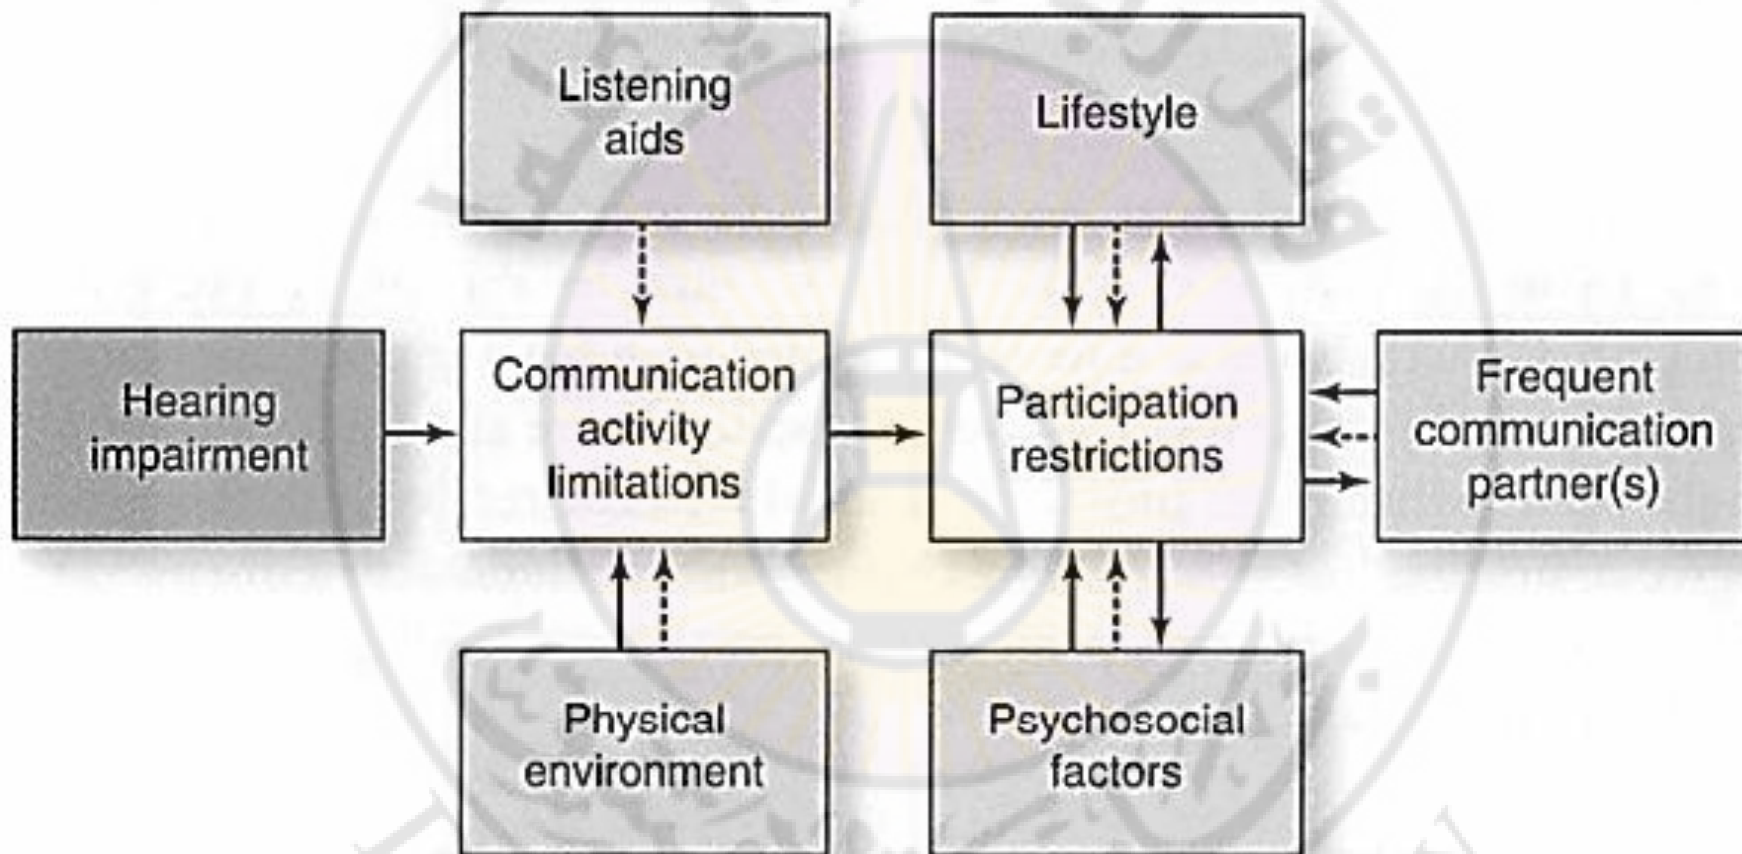 Listening
aids
Lifestyle
Hearing
impairment
Communication
activity
limitations
Participation
restrictions
Frequent
communication
partner(s)
Physical
environment
Psychosocial
factors